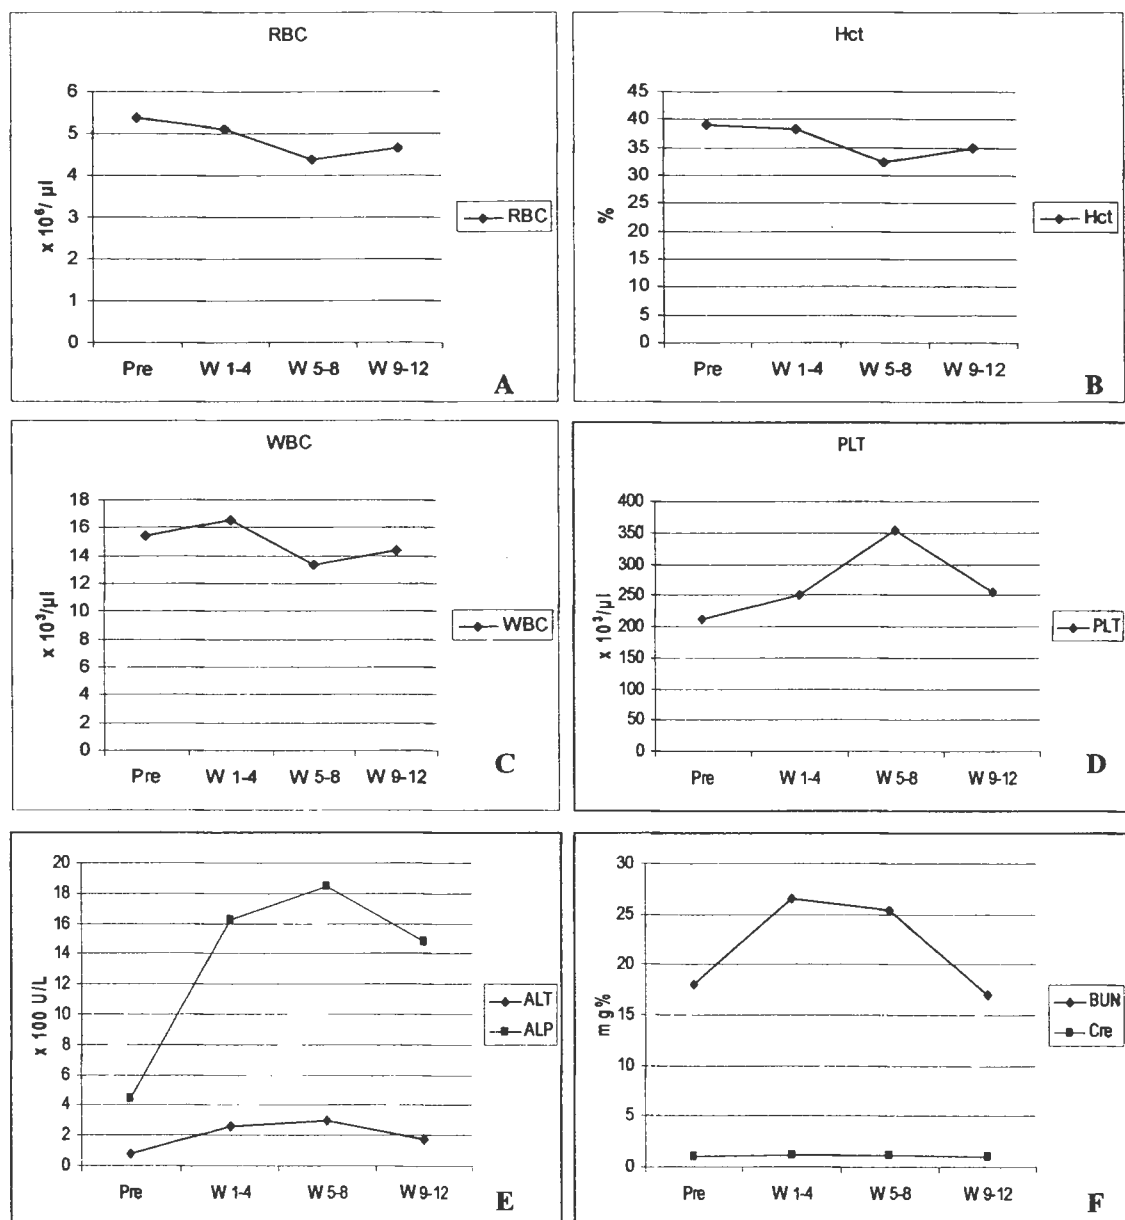 RBC
6
5
4
3
2
1
0
x 10⁶/ µl
Pre W 1-4 W 5-8 W 9-12
RBC
A
Hct
45
40
35
30
25
20
15
10
5
0
%
Pre W 1-4 W 5-8 W 9-12
Hct
B
WBC
18
16
14
12
10
8
6
4
2
0
x 10³/µl
Pre W 1-4 W 5-8 W 9-12
WBC
C
PLT
400
350
300
250
200
150
100
50
0
x 10³/µl
Pre W 1-4 W 5-8 W 9-12
PLT
D
20
18
16
14
12
10
8
6
4
2
0
x 100 U/L
Pre W 1-4 W 5-8 W 9-12
ALT
ALP
E
30
25
20
15
10
5
0
mg%
Pre W 1-4 W 5-8 W 9-12
BUN
Cre
F